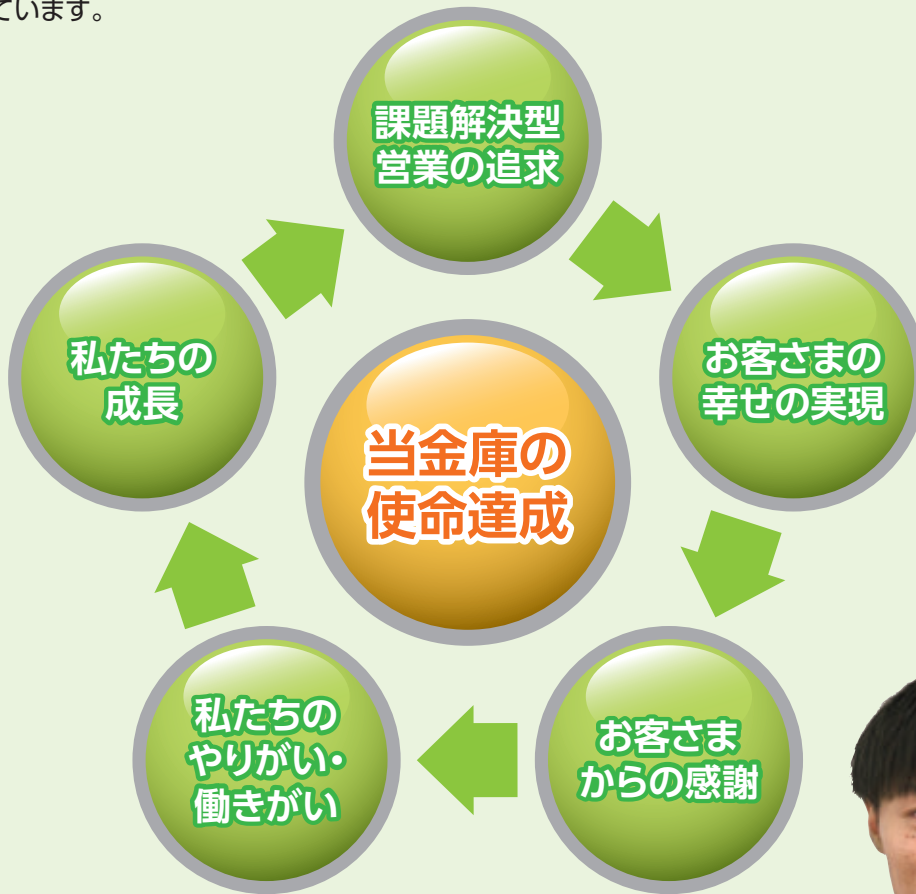 ています。
課題解決型
営業の追求
お客さまの
幸せの実現
お客さま
からの感謝
私たちの
やりがい・
働きがい
私たちの
成長
当金庫の
使命達成